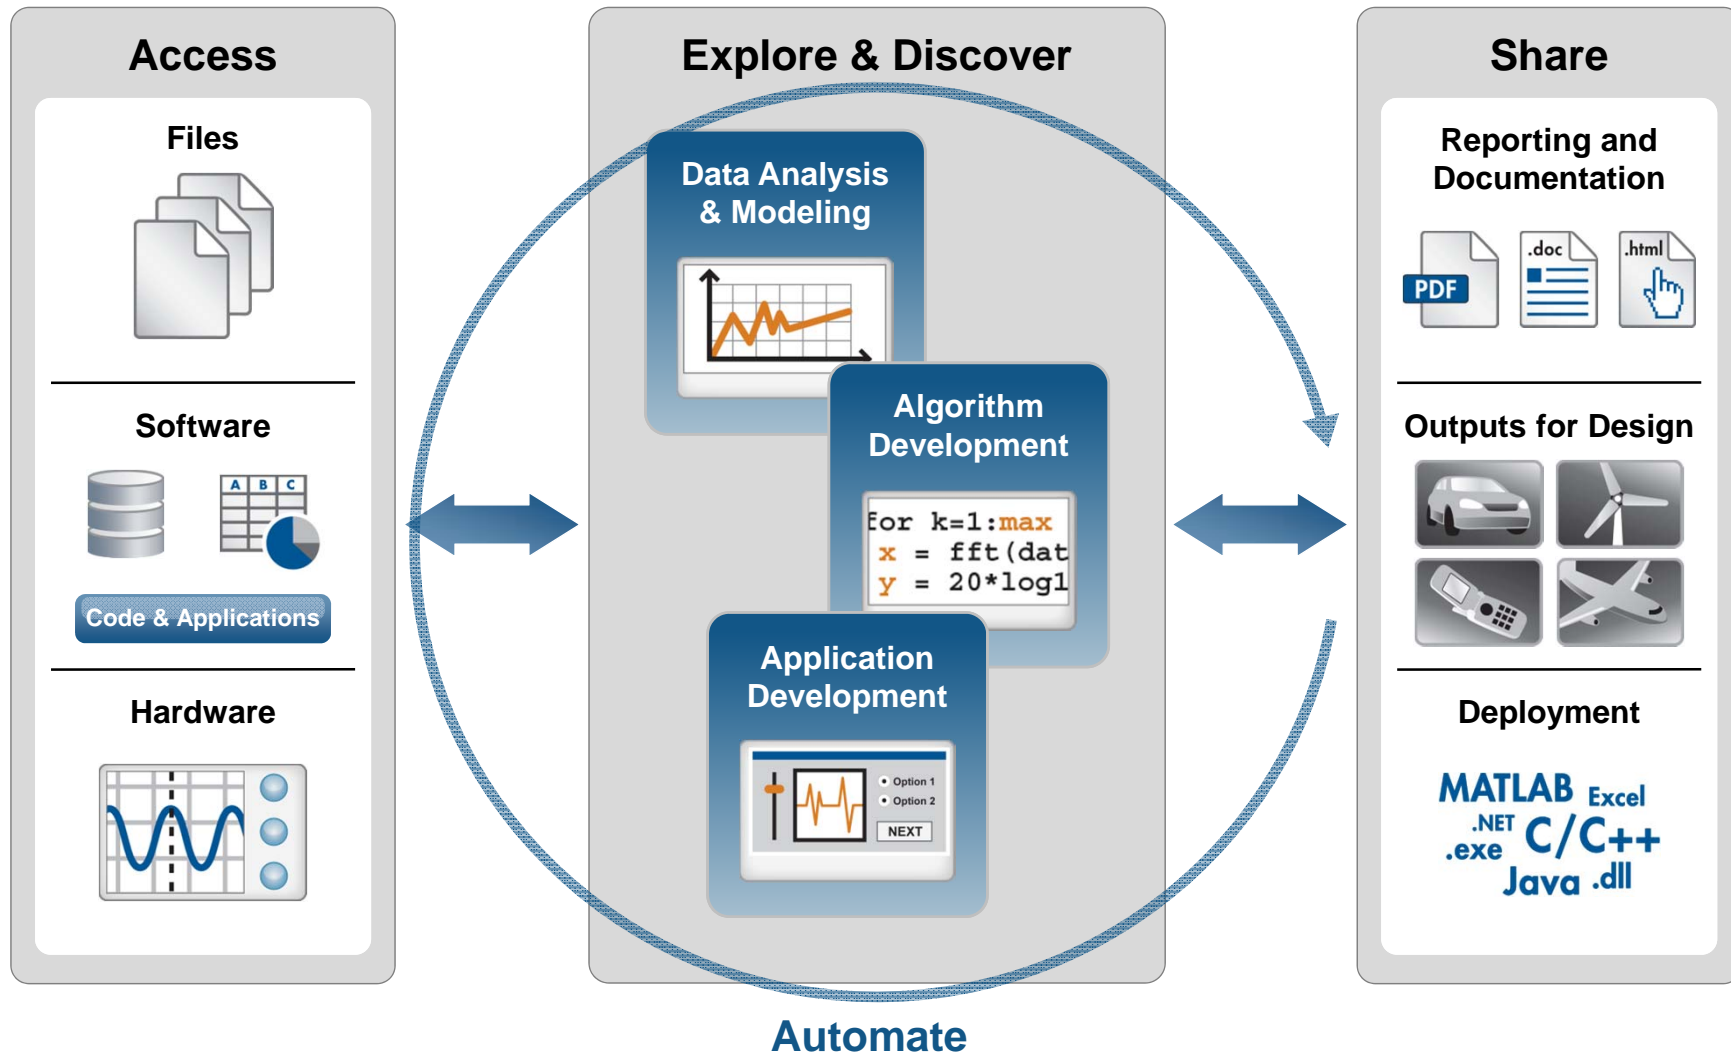 Access
Files
Software
A B C
Code & Applications
Hardware
Explore & Discover
Data Analysis
& Modeling
Algorithm
Development
for k=1:max
x = fft(dat
y = 20*log1
Application
Development
Option 1
Option 2
NEXT
Share
Reporting and
Documentation
PDF
.doc
.html
Outputs for Design
Deployment
MATLAB Excel
.NET
.exe C/C++
Java .dll
Automate